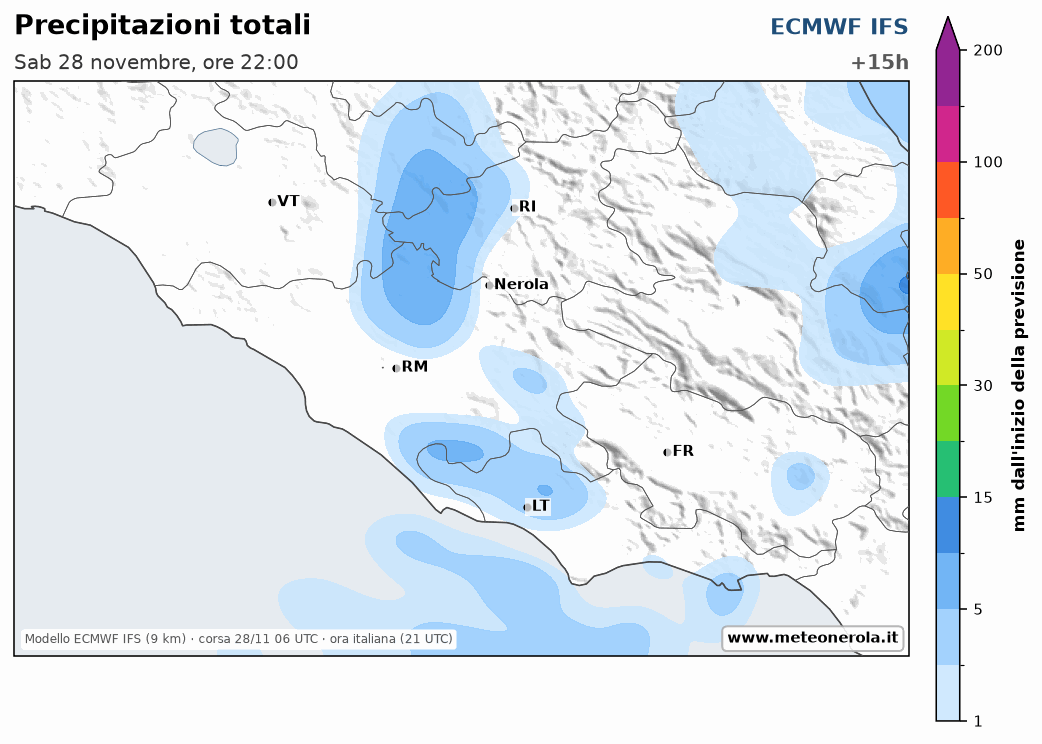 Precipitazioni totali
ECMWF IFS
Sab 28 novembre, ore 22:00
+15h
200
100
50
30
15
5
1
mm dall'inizio della previsione
VT
RI
Nerola
RM
FR
LT
Modello ECMWF IFS (9 km) · corsa 28/11 06 UTC · ora italiana (21 UTC)
www.meteonerola.it